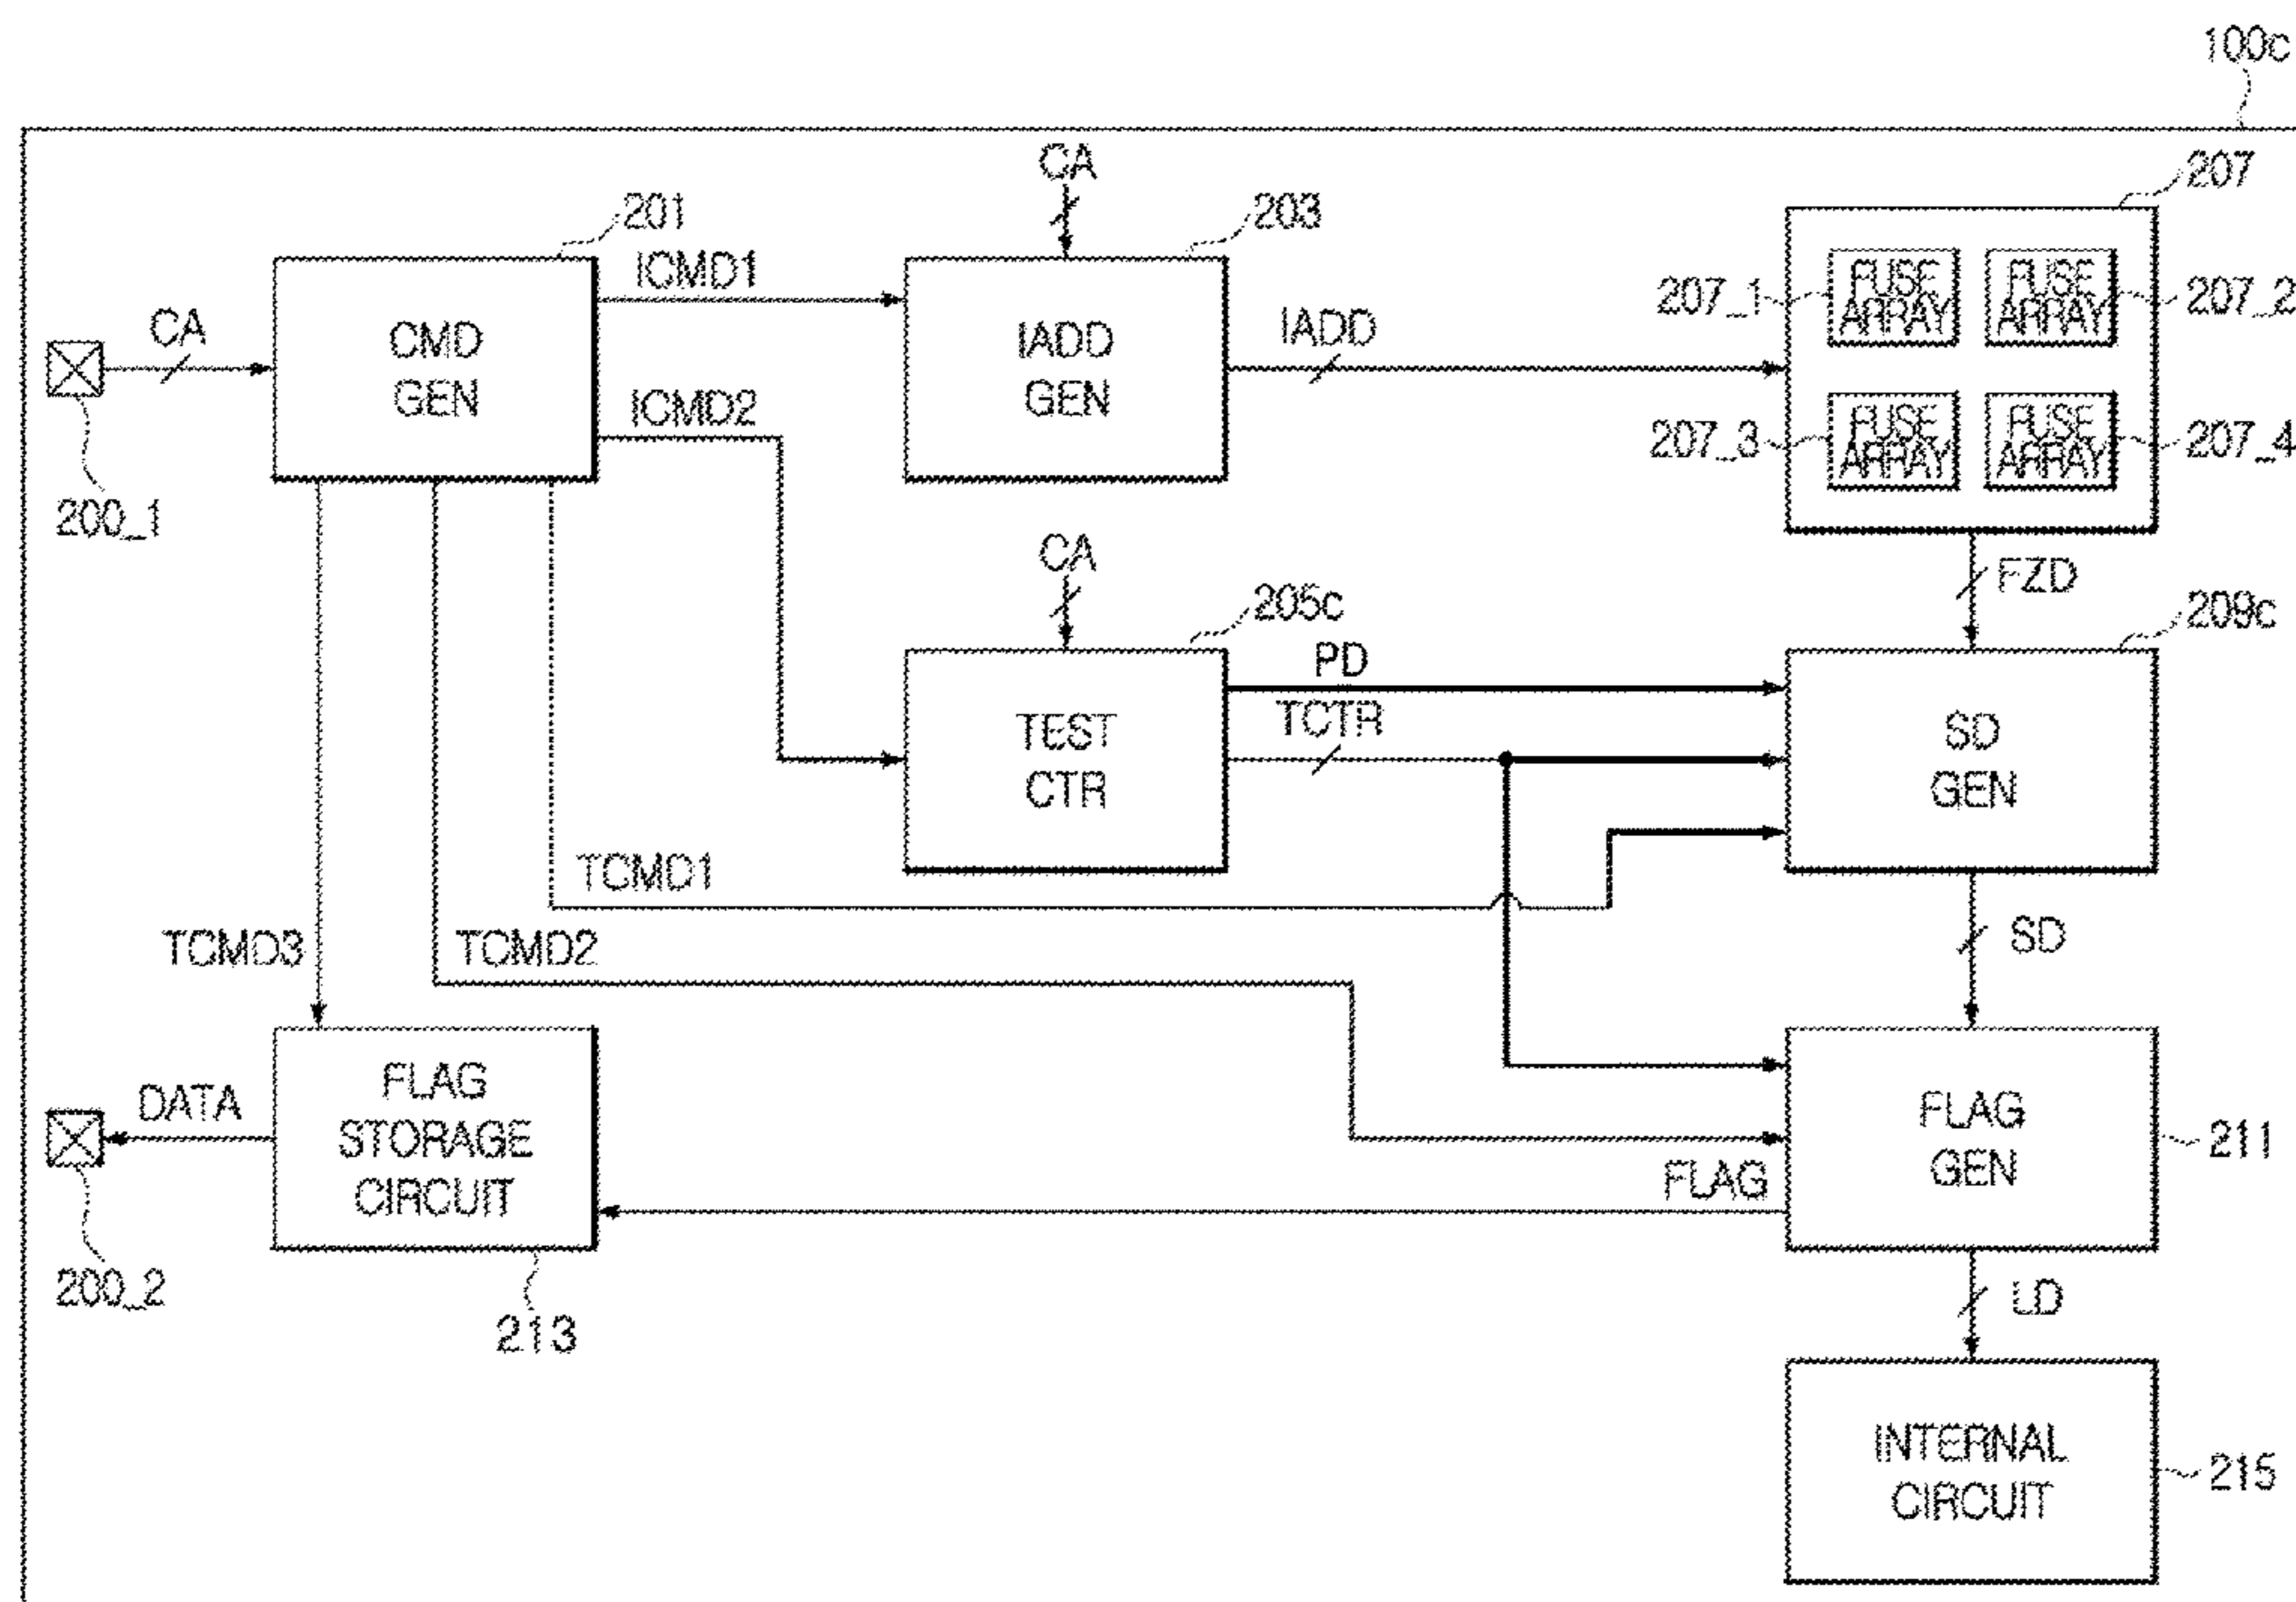 100c
CA
207
201
203
ICMD1
FUSE
ARRAY
FUSE
ARRAY
207_1
207_2
CA
CMD
GEN
IADD
GEN
IADD
ICMD2
FUSE
ARRAY
FUSE
ARRAY
207_3
207_4
200_1
CA
FZD
205c
209c
PD
TCTR
TEST
CTR
SD
GEN
TCMD1
TCMD3
TCMD2
SD
FLAG
STORAGE
CIRCUIT
DATA
FLAG
GEN
211
FLAG
200_2
213
LD
INTERNAL
CIRCUIT
215